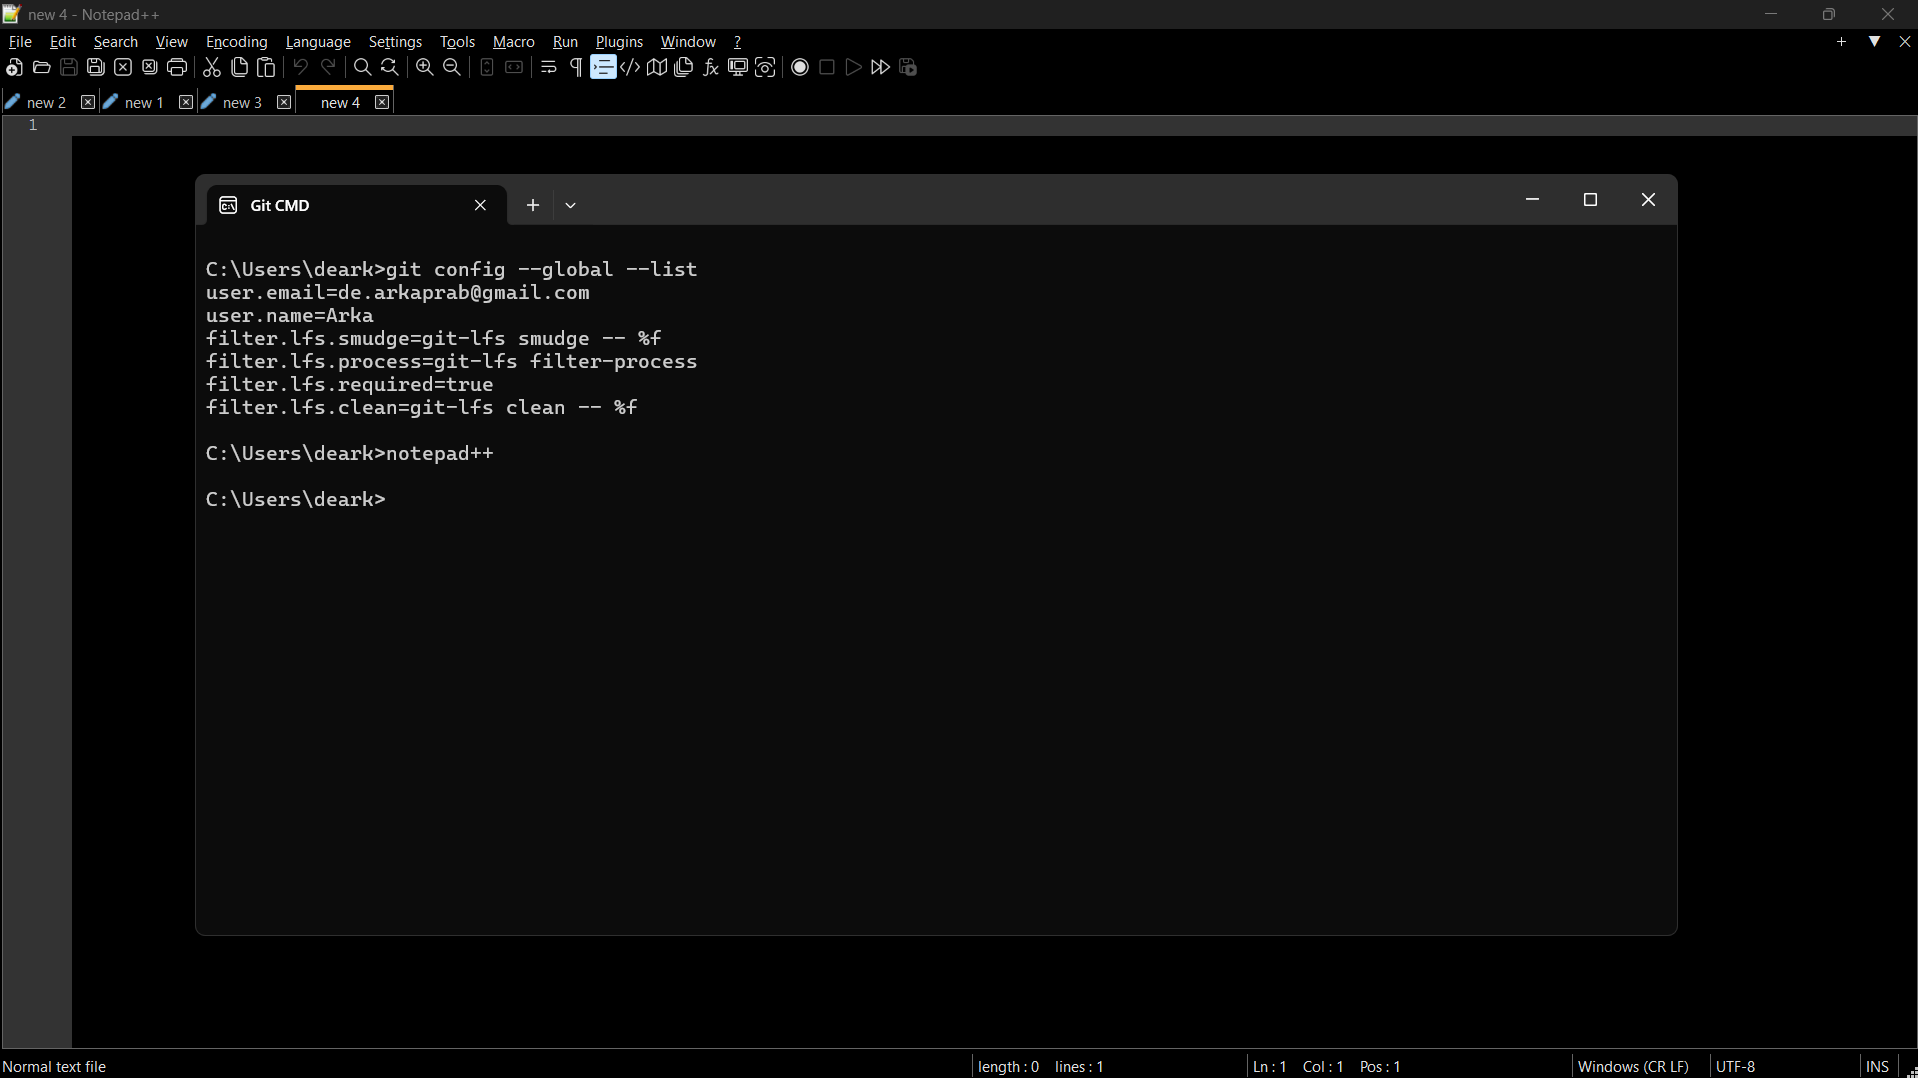 new 4 - Notepad++
File Edit Search View Encoding Language Settings Tools Macro Run Plugins Window ?
new 2 new 1 new 3 new 4
1
Git CMD
C:\Users\deark>git config --global --list
user.email=de.arkaprab@gmail.com
user.name=Arka
filter.lfs.smudge=git-lfs smudge -- %f
filter.lfs.process=git-lfs filter-process
filter.lfs.required=true
filter.lfs.clean=git-lfs clean -- %f
C:\Users\deark>notepad++
C:\Users\deark>
Normal text file length : 0 lines : 1 Ln : 1 Col : 1 Pos : 1 Windows (CR LF) UTF-8 INS